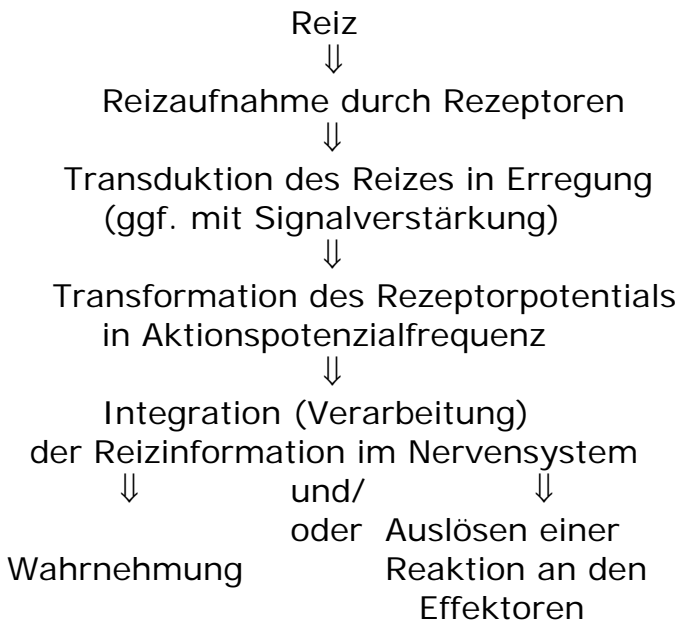 Reiz
⇓
Reizaufnahme durch Rezeptoren
⇓
Transduktion des Reizes in Erregung
(ggf. mit Signalverstärkung)
⇓
Transformation des Rezeptorpotentials
in Aktionspotenzialfrequenz
⇓
Integration (Verarbeitung)
der Reizinformation im Nervensystem
⇓ und/ ⇓
oder Auslösen einer
Wahrnehmung Reaktion an den
Effektoren